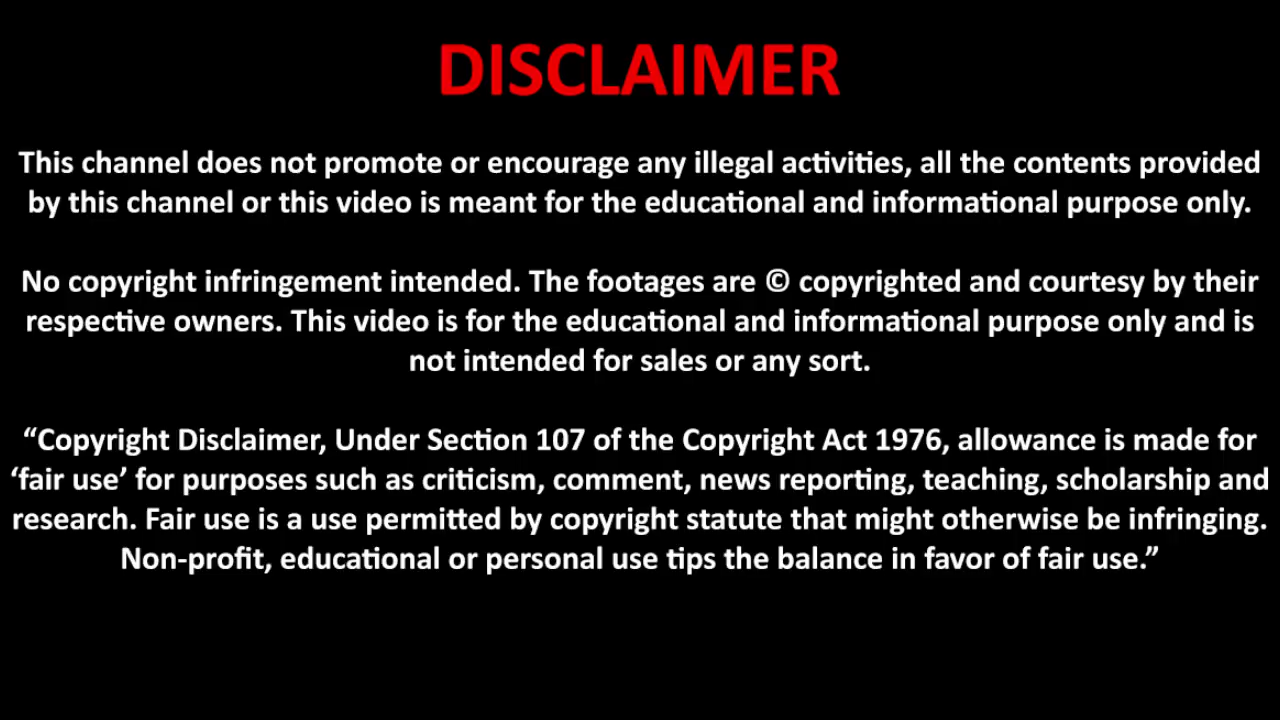 DISCLAIMER
This channel does not promote or encourage any illegal activities, all the contents provided
by this channel or this video is meant for the educational and informational purpose only.
No copyright infringement intended. The footages are © copyrighted and courtesy by their
respective owners. This video is for the educational and informational purpose only and is
not intended for sales or any sort.
“Copyright Disclaimer, Under Section 107 of the Copyright Act 1976, allowance is made for
‘fair use’ for purposes such as criticism, comment, news reporting, teaching, scholarship and
research. Fair use is a use permitted by copyright statute that might otherwise be infringing.
Non-profit, educational or personal use tips the balance in favor of fair use.”